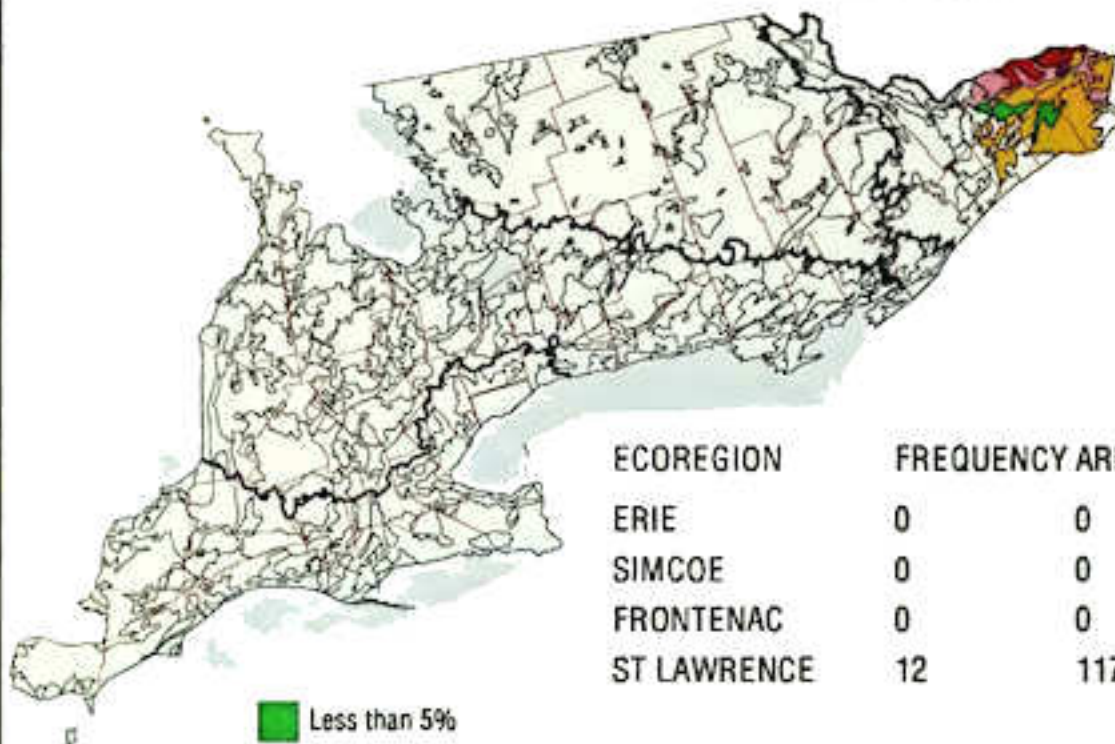 ECOREGION FREQUENCY
ERIE 0 0
SIMCOE 0 0
FRONTENAC 0 0
ST LAWRENCE 12
Less than 5%